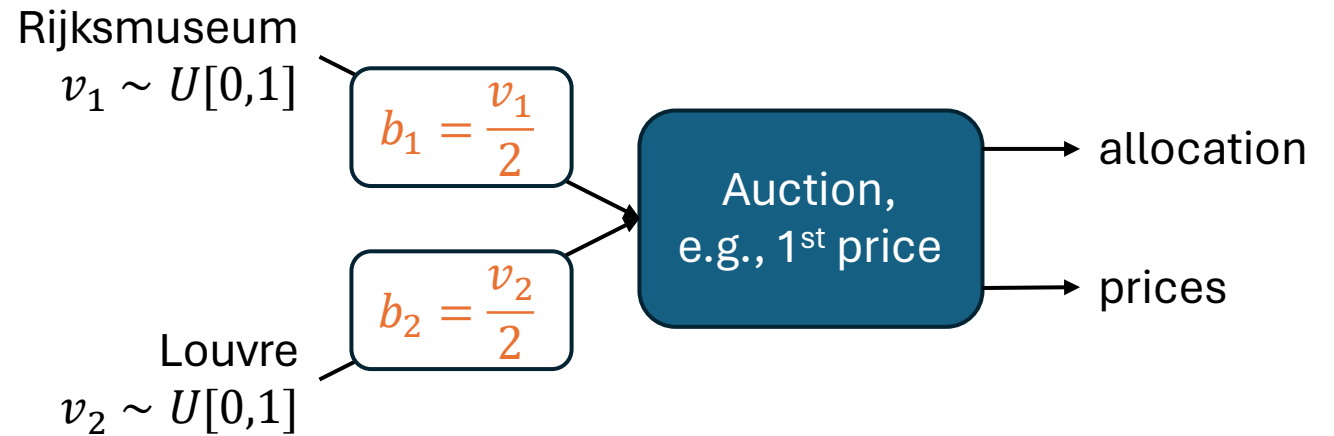 Rijksmuseum
𝑣₁ ~ 𝑈[0,1]
𝑏₁ = 𝑣₁/2
Louvre
𝑣₂ ~ 𝑈[0,1]
𝑏₂ = 𝑣₂/2
Auction,
e.g., 1ˢᵗ price
allocation
prices